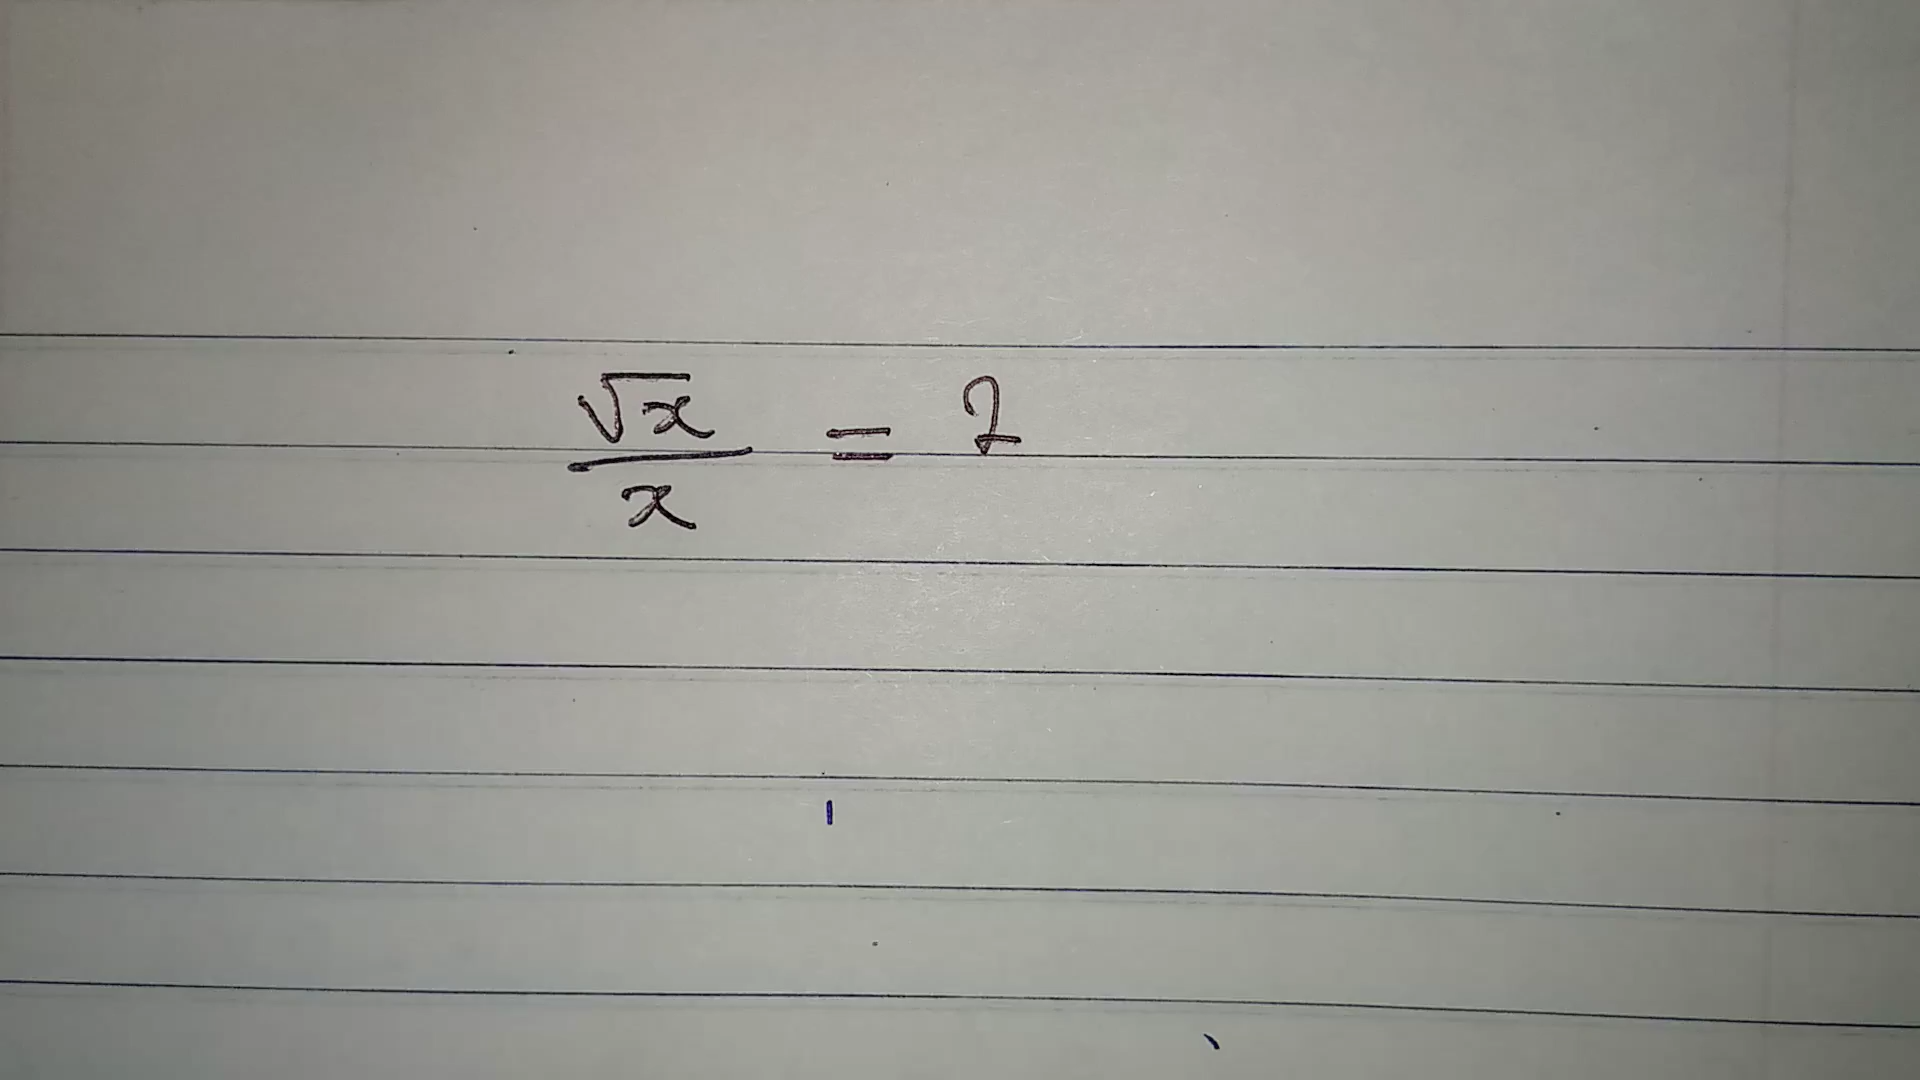 √x/x = 2